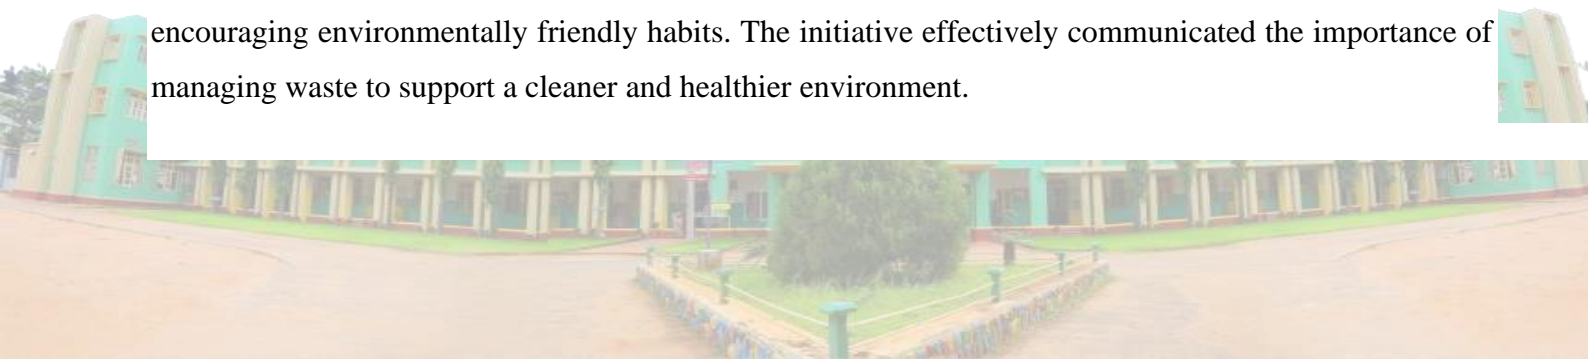 encouraging environmentally friendly habits. The initiative effectively communicated the importance of
managing waste to support a cleaner and healthier environment.